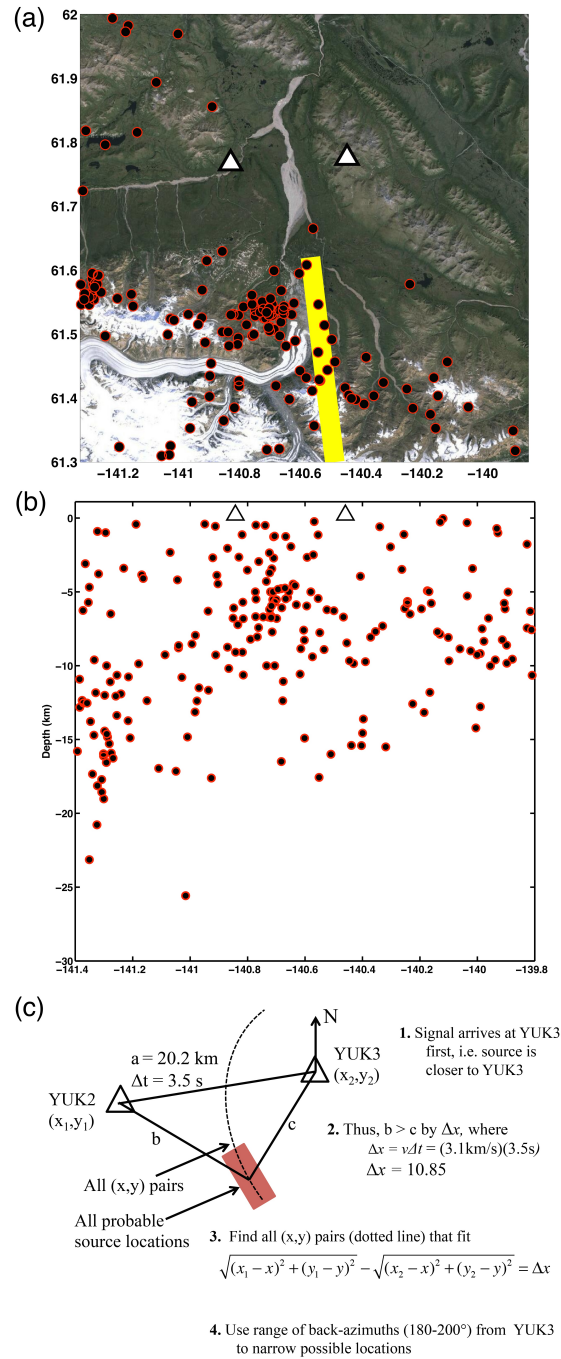 (a)
62
61.9
61.8
61.7
61.6
61.5
61.4
61.3
−141.2 −141 −140.8 −140.6 −140.4 −140.2 −140
(b)
0
−5
−10
−15
−20
−25
−30
Depth (km)
−141.4 −141.2 −141 −140.8 −140.6 −140.4 −140.2 −140 −139.8
(c)
N
a = 20.2 km
Δt = 3.5 s
YUK3
(x2,y2)
YUK2
(x1,y1)
b
c
All (x,y) pairs
All probable
source locations
1. Signal arrives at YUK3
first, i.e. source is
closer to YUK3
2. Thus, b > c by Δx, where
Δx = vΔt = (3.1km/s)(3.5s)
Δx = 10.85
3. Find all (x,y) pairs (dotted line) that fit
√(x₁ − x)² + (y₁ − y)² − √(x₂ − x)² + (y₂ − y)² = Δx
4. Use range of back-azimuths (180-200°) from YUK3
to narrow possible locations